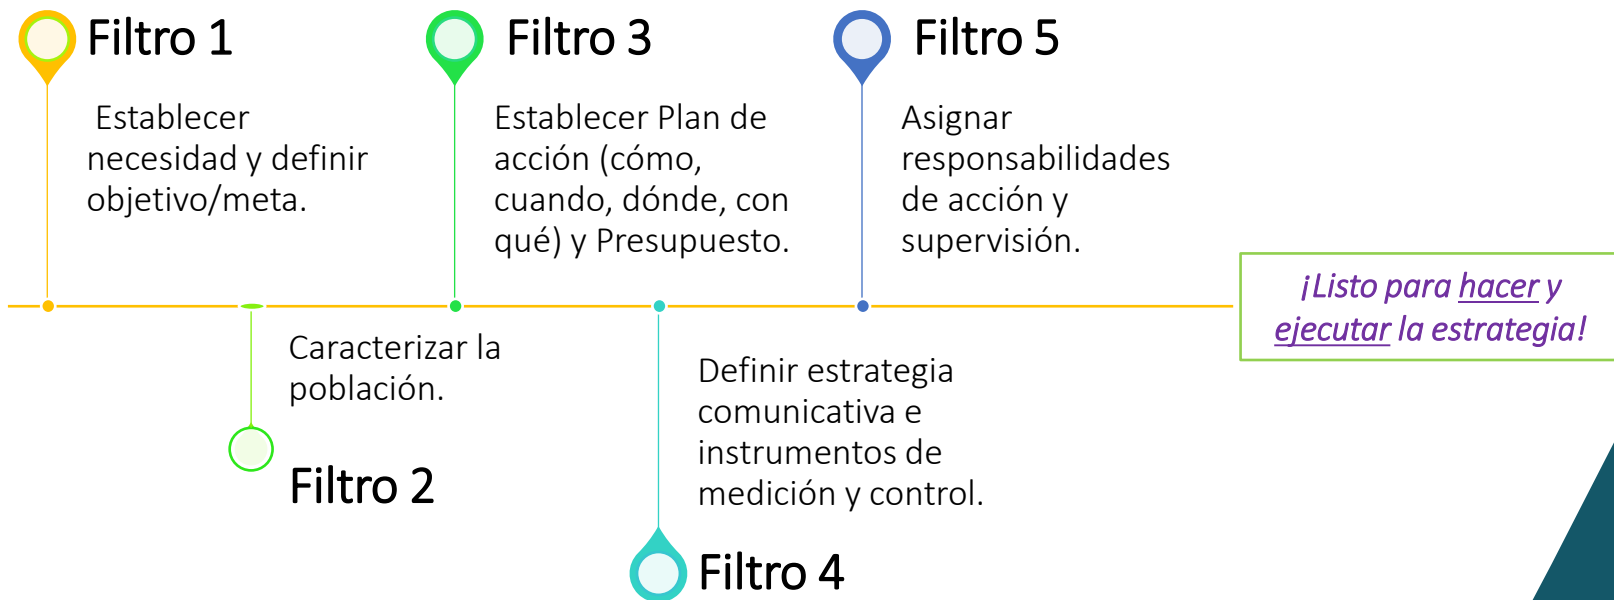 Filtro 1
Establecer
necesidad y definir
objetivo/meta.
Caracterizar la
población.
Filtro 2
Filtro 3
Establecer Plan de
acción (cómo,
cuando, dónde, con
qué) y Presupuesto.
Definir estrategia
comunicativa e
instrumentos de
medición y control.
Filtro 4
Filtro 5
Asignar
responsabilidades
de acción y
supervisión.
¡Listo para hacer y
ejecutar la estrategia!